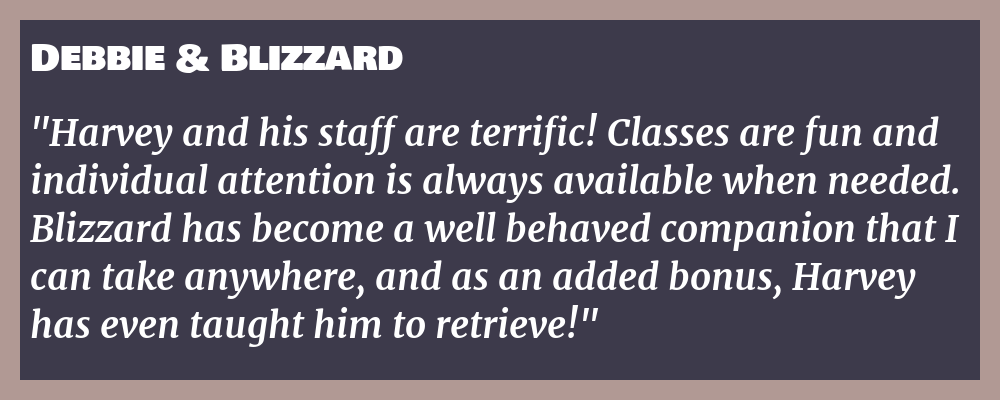 Debbie & Blizzard
"Harvey and his staff are terrific! Classes are fun and
individual attention is always available when needed.
Blizzard has become a well behaved companion that I
can take anywhere, and as an added bonus, Harvey
has even taught him to retrieve!"